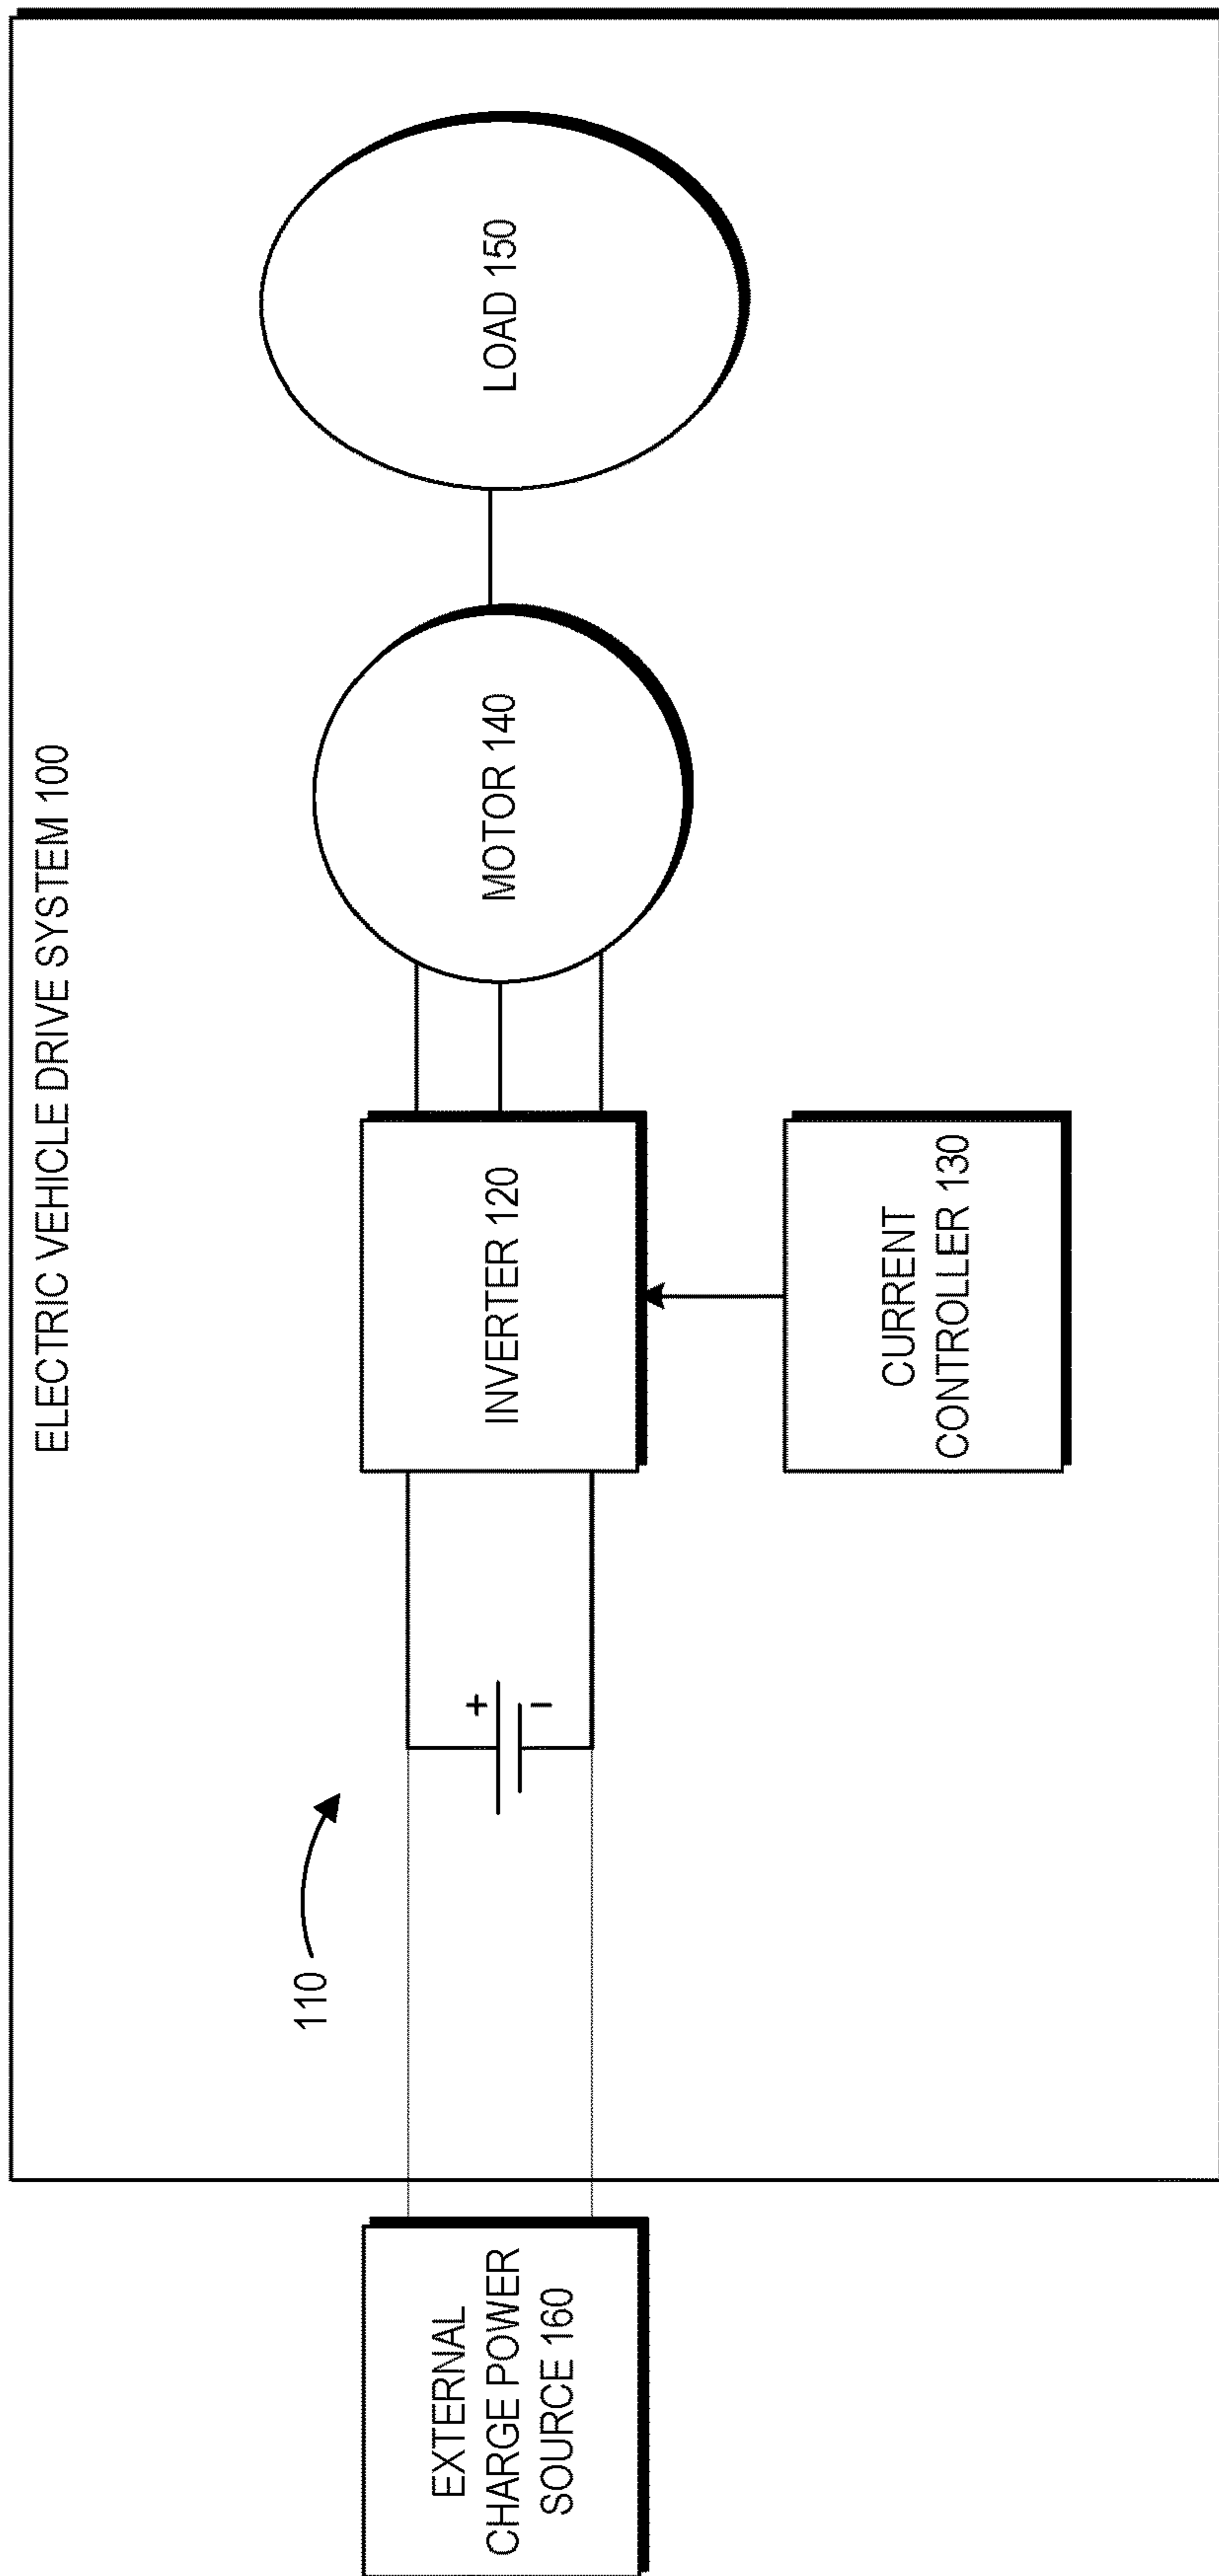 ELECTRIC VEHICLE DRIVE SYSTEM 100
110
EXTERNAL
CHARGE POWER
SOURCE 160
+
−
INVERTER 120
MOTOR 140
LOAD 150
CURRENT
CONTROLLER 130